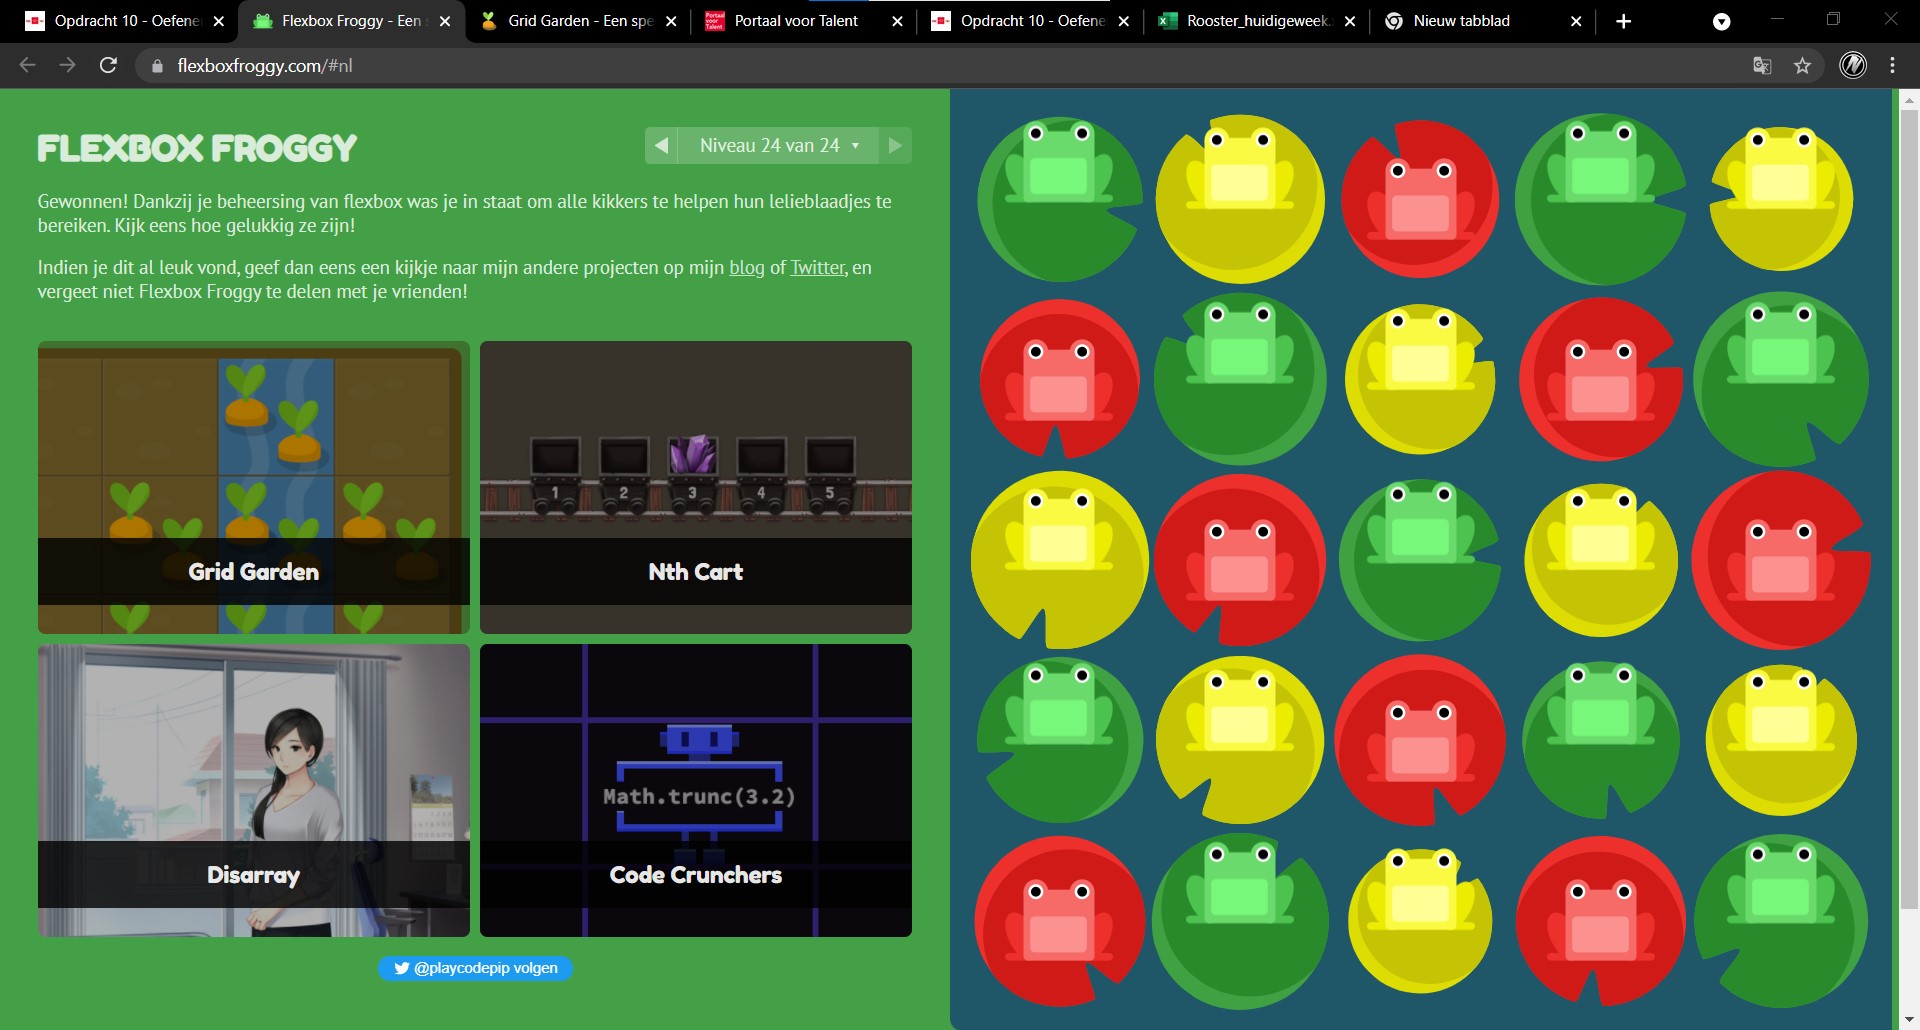 Opdracht 10 - Oefene
Flexbox Froggy - Een s
Grid Garden - Een spe
Portaal voor Talent
Opdracht 10 - Oefene
Rooster_huidigeweek.
Nieuw tabblad
flexboxfroggy.com/#nl
FLEXBOX FROGGY
Niveau 24 van 24
Gewonnen! Dankzij je beheersing van flexbox was je in staat om alle kikkers te helpen hun lelieblaadjes te
bereiken. Kijk eens hoe gelukkig ze zijn!
Indien je dit al leuk vond, geef dan eens een kijkje naar mijn andere projecten op mijn blog of Twitter, en
vergeet niet Flexbox Froggy te delen met je vrienden!
1 2 3 4 5
Grid Garden
Nth Cart
Math.trunc(3.2)
Disarray
Code Crunchers
@playcodepip volgen